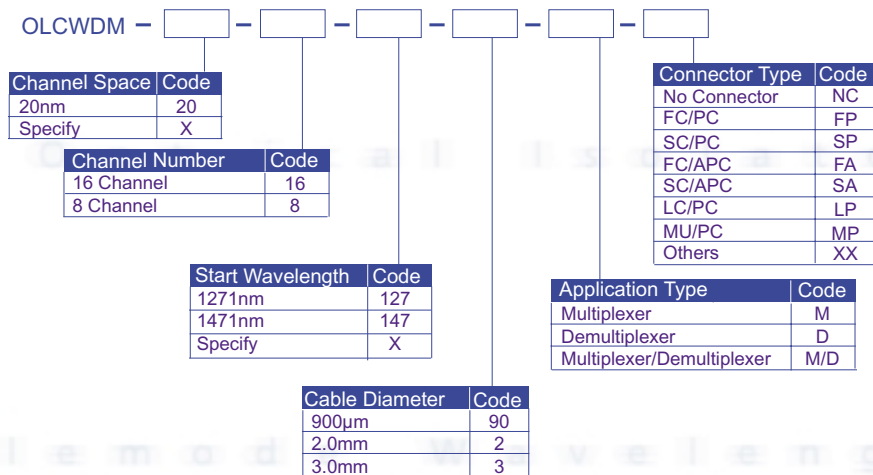 OLCWDM – – – – – –
Channel Space Code
20nm 20
Specify X
Channel Number Code
16 Channel 16
8 Channel 8
Start Wavelength Code
1271nm 127
1471nm 147
Specify X
Cable Diameter Code
900µm 90
2.0mm 2
3.0mm 3
Application Type Code
Multiplexer M
Demultiplexer D
Multiplexer/Demultiplexer M/D
Connector Type Code
No Connector NC
FC/PC FP
SC/PC SP
FC/APC FA
SC/APC SA
LC/PC LP
MU/PC MP
Others XX